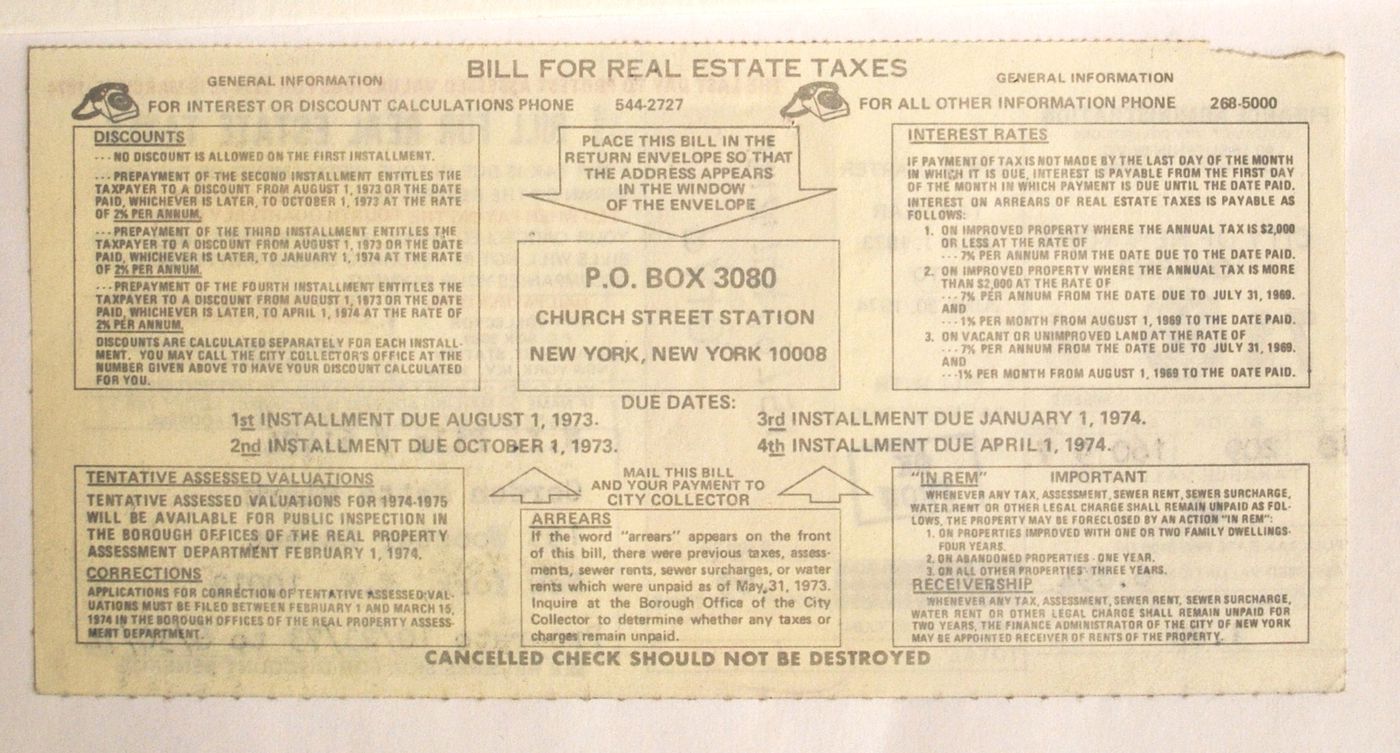 BILL FOR REAL ESTATE TAXES
GENERAL INFORMATION
FOR INTEREST OR DISCOUNT CALCULATIONS PHONE 544-2727
GENERAL INFORMATION
FOR ALL OTHER INFORMATION PHONE 268-5000
DISCOUNTS
---NO DISCOUNT IS ALLOWED ON THE FIRST INSTALLMENT.
---PREPAYMENT OF THE SECOND INSTALLMENT ENTITLES THE
TAXPAYER TO A DISCOUNT FROM AUGUST 1, 1973 OR THE DATE
PAID, WHICHEVER IS LATER, TO OCTOBER 1, 1973 AT THE RATE
OF 2% PER ANNUM.
---PREPAYMENT OF THE THIRD INSTALLMENT ENTITLES THE
TAXPAYER TO A DISCOUNT FROM AUGUST 1, 1973 OR THE DATE
PAID, WHICHEVER IS LATER, TO JANUARY 1, 1974 AT THE RATE
OF 2% PER ANNUM.
---PREPAYMENT OF THE FOURTH INSTALLMENT ENTITLES THE
TAXPAYER TO A DISCOUNT FROM AUGUST 1, 1973 OR THE DATE
PAID, WHICHEVER IS LATER, TO APRIL 1, 1974 AT THE RATE OF
2% PER ANNUM.
DISCOUNTS ARE CALCULATED SEPARATELY FOR EACH INSTALL-
MENT. YOU MAY CALL THE CITY COLLECTOR'S OFFICE AT THE
NUMBER GIVEN ABOVE TO HAVE YOUR DISCOUNT CALCULATED
FOR YOU.
PLACE THIS BILL IN THE
RETURN ENVELOPE SO THAT
THE ADDRESS APPEARS
IN THE WINDOW
OF THE ENVELOPE
P.O. BOX 3080
CHURCH STREET STATION
NEW YORK, NEW YORK 10008
INTEREST RATES
IF PAYMENT OF TAX IS NOT MADE BY THE LAST DAY OF THE MONTH
IN WHICH IT IS DUE, INTEREST IS PAYABLE FROM THE FIRST DAY
OF THE MONTH IN WHICH PAYMENT IS DUE UNTIL THE DATE PAID.
INTEREST ON ARREARS OF REAL ESTATE TAXES IS PAYABLE AS
FOLLOWS:
1. ON IMPROVED PROPERTY WHERE THE ANNUAL TAX IS $2,000
OR LESS AT THE RATE OF
---7% PER ANNUM FROM THE DATE DUE TO THE DATE PAID.
2. ON IMPROVED PROPERTY WHERE THE ANNUAL TAX IS MORE
THAN $2,000 AT THE RATE OF
---7% PER ANNUM FROM THE DATE DUE TO JULY 31, 1969.
AND
---1% PER MONTH FROM AUGUST 1, 1969 TO THE DATE PAID.
3. ON VACANT OR UNIMPROVED LAND AT THE RATE OF
---7% PER ANNUM FROM THE DATE DUE TO JULY 31, 1969.
AND
---1% PER MONTH FROM AUGUST 1, 1969 TO THE DATE PAID.
DUE DATES:
1st INSTALLMENT DUE AUGUST 1, 1973.
2nd INSTALLMENT DUE OCTOBER 1, 1973.
3rd INSTALLMENT DUE JANUARY 1, 1974.
4th INSTALLMENT DUE APRIL 1, 1974.
TENTATIVE ASSESSED VALUATIONS
TENTATIVE ASSESSED VALUATIONS FOR 1974-1975
WILL BE AVAILABLE FOR PUBLIC INSPECTION IN
THE BOROUGH OFFICES OF THE REAL PROPERTY
ASSESSMENT DEPARTMENT FEBRUARY 1, 1974.
CORRECTIONS
APPLICATIONS FOR CORRECTION OF TENTATIVE ASSESSED VAL-
UATIONS MUST BE FILED BETWEEN FEBRUARY 1 AND MARCH 15,
1974 IN THE BOROUGH OFFICES OF THE REAL PROPERTY ASSESS-
MENT DEPARTMENT.
MAIL THIS BILL
AND YOUR PAYMENT TO
CITY COLLECTOR
ARREARS
If the word "arrears" appears on the front
of this bill, there were previous taxes, assess-
ments, sewer rents, sewer surcharges, or water
rents which were unpaid as of May 31, 1973.
Inquire at the Borough Office of the City
Collector to determine whether any taxes or
charges remain unpaid.
"IN REM" IMPORTANT
WHENEVER ANY TAX, ASSESSMENT, SEWER RENT, SEWER SURCHARGE,
WATER RENT OR OTHER LEGAL CHARGE SHALL REMAIN UNPAID AS FOL-
LOWS, THE PROPERTY MAY BE FORECLOSED BY AN ACTION "IN REM":
1. ON PROPERTIES IMPROVED WITH ONE OR TWO FAMILY DWELLINGS-
FOUR YEARS.
2. ON ABANDONED PROPERTIES - ONE YEAR.
3. ON ALL OTHER PROPERTIES - THREE YEARS.
RECEIVERSHIP
WHENEVER ANY TAX, ASSESSMENT, SEWER RENT, SEWER SURCHARGE,
WATER RENT OR OTHER LEGAL CHARGE SHALL REMAIN UNPAID FOR
TWO YEARS, THE FINANCE ADMINISTRATOR OF THE CITY OF NEW YORK
MAY BE APPOINTED RECEIVER OF RENTS OF THE PROPERTY.
CANCELLED CHECK SHOULD NOT BE DESTROYED